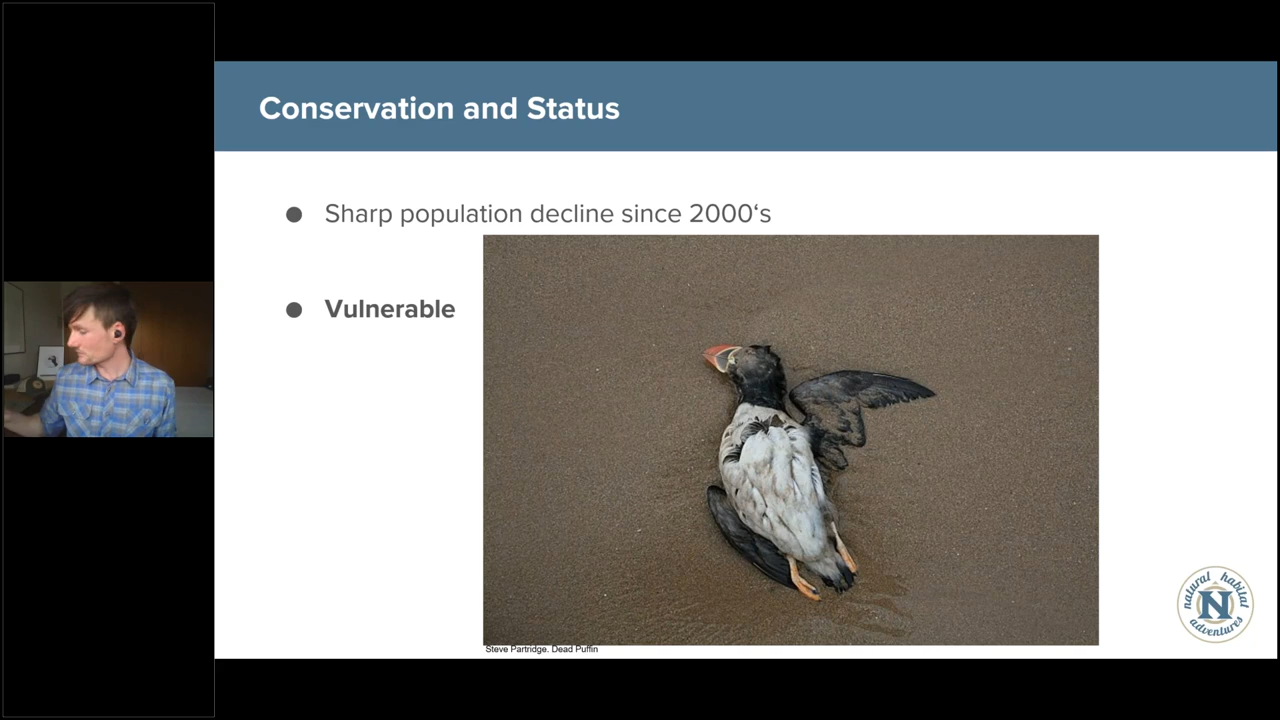 Conservation and Status
● Sharp population decline since 2000‘s
● Vulnerable
Steve Partridge. Dead Puffin
natural habitat
N
adventures